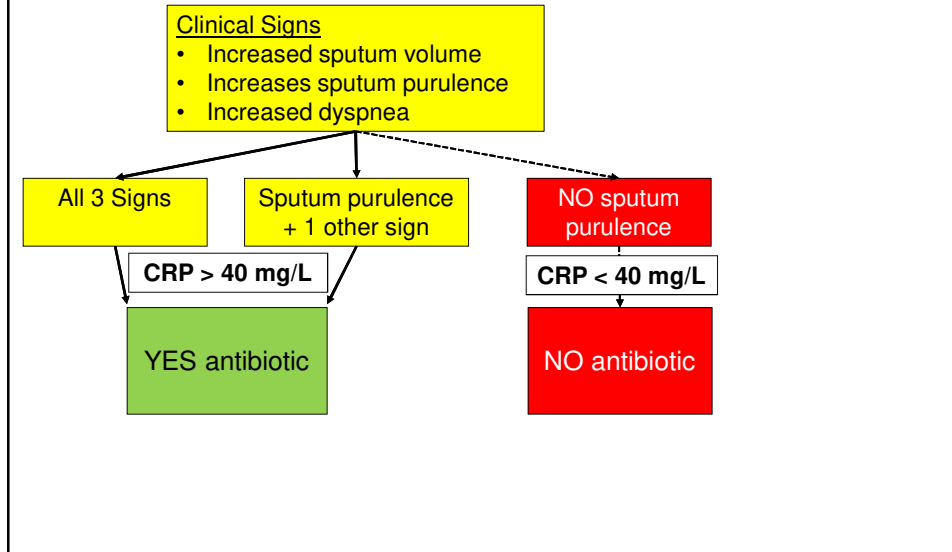 Clinical Signs
• Increased sputum volume
• Increases sputum purulence
• Increased dyspnea
All 3 Signs
Sputum purulence
+ 1 other sign
NO sputum
purulence
CRP > 40 mg/L
CRP < 40 mg/L
YES antibiotic
NO antibiotic